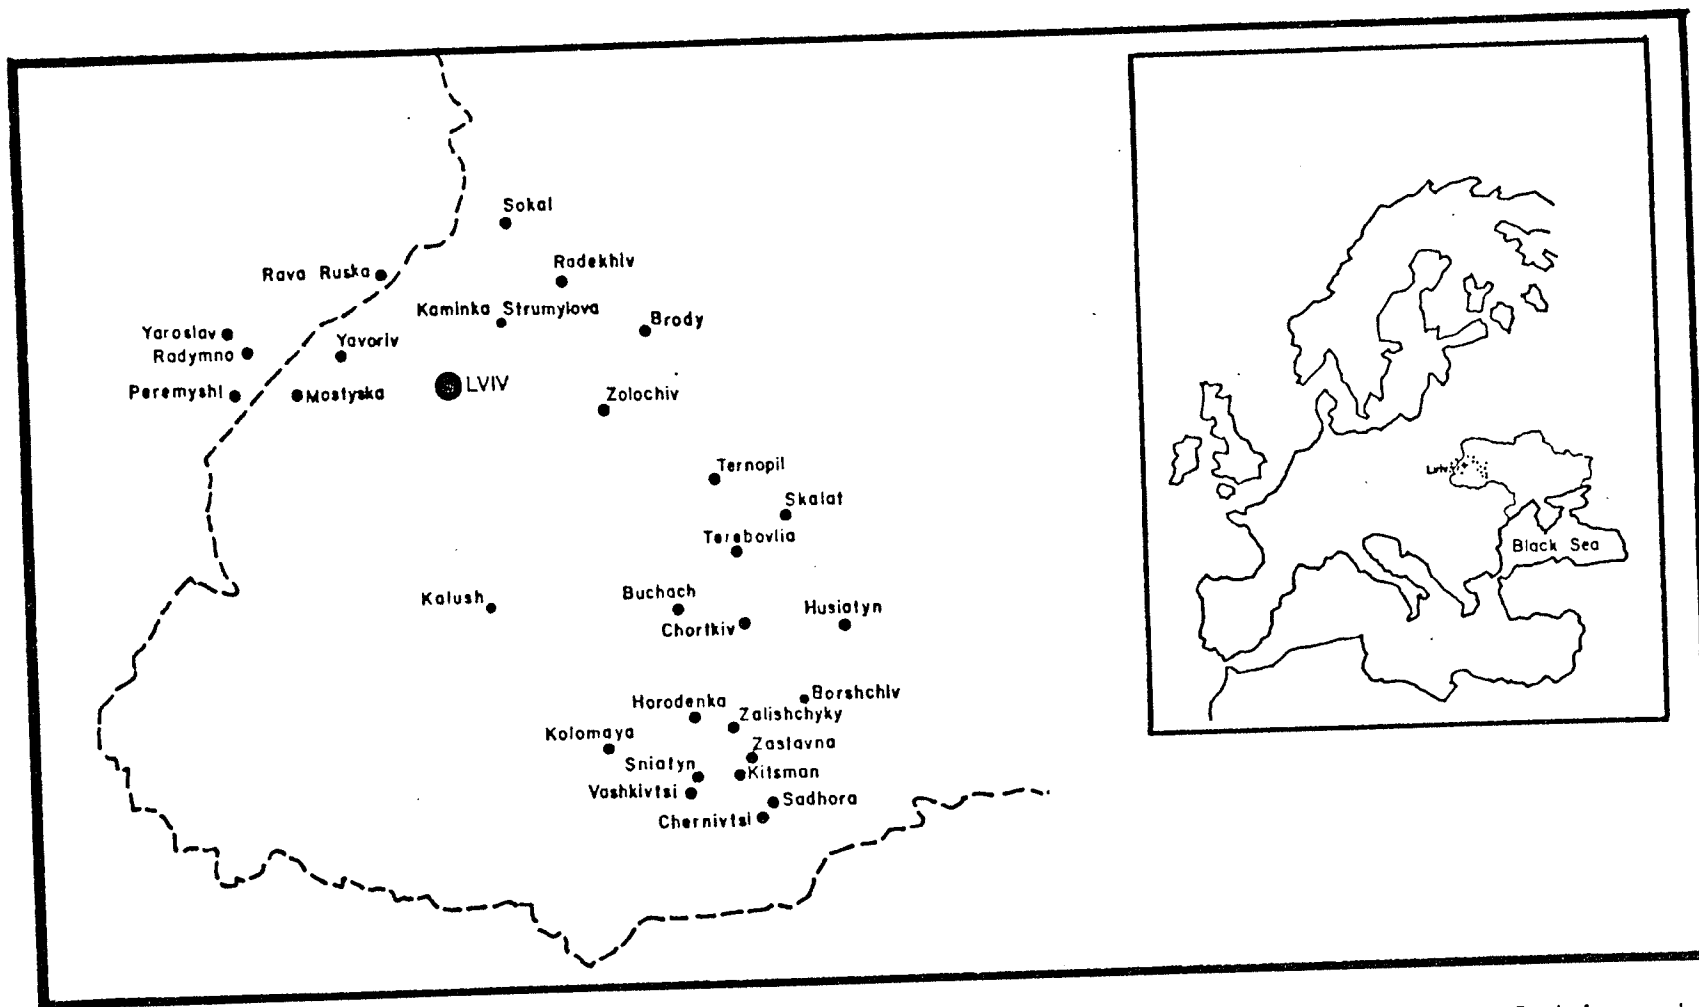 Sokal
Radekhiv
Rava Ruska
Kaminka Strumylova
Brody
Yaroslav
Radymno
Yavoriv
Peremyshl
Mostyska
LVIV
Zolochiv
Ternopil
Skalat
Terebovlia
Kalush
Buchach
Husiatyn
Chortkiv
Borshchiv
Horodenka
Zalishchyky
Kolomaya
Zastavna
Sniatyn
Kitsman
Vashkivtsi
Sadhora
Chernivtsi
Lviv
Black Sea